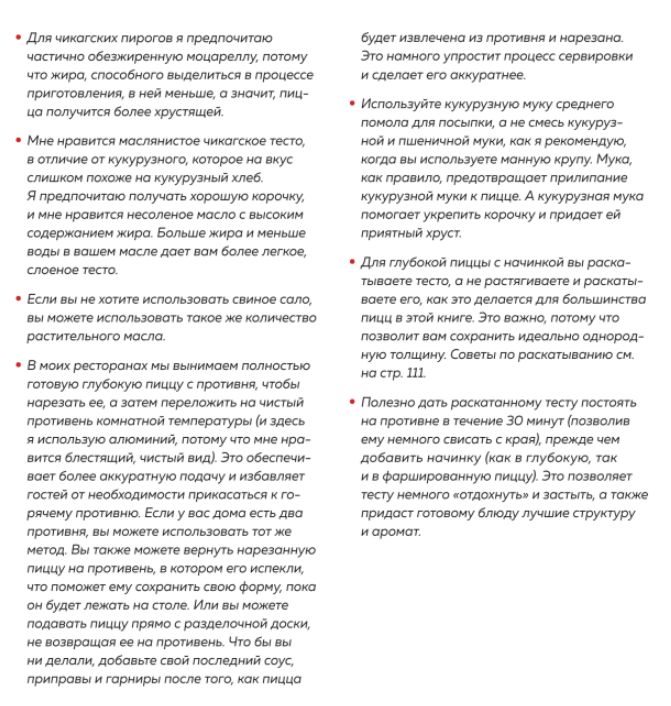 • Для чикагских пирогов я предпочитаю
частично обезжиренную моцареллу, потому
что жира, способного выделиться в процессе
приготовления, в ней меньше, а значит, пиц-
ца получится более хрустящей.
• Мне нравится маслянистое чикагское тесто,
в отличие от кукурузного, которое на вкус
слишком похоже на кукурузный хлеб.
Я предпочитаю получать хорошую корочку,
и мне нравится несоленое масло с высоким
содержанием жира. Больше жира и меньше
воды в вашем масле дает вам более легкое,
слоеное тесто.
• Если вы не хотите использовать свиное сало,
вы можете использовать такое же количество
растительного масла.
• В моих ресторанах мы вынимаем полностью
готовую глубокую пиццу с противня, чтобы
нарезать ее, а затем переложить на чистый
противень комнатной температуры (и здесь
я использую алюминий, потому что мне нра-
вится блестящий, чистый вид). Это обеспечи-
вает более аккуратную подачу и избавляет
гостей от необходимости прикасаться к го-
рячему противню. Если у вас дома есть два
противня, вы можете использовать тот же
метод. Вы также можете вернуть нарезанную
пиццу на противень, в котором его испекли,
что поможет ему сохранить свою форму, пока
он будет лежать на столе. Или вы можете
подавать пиццу прямо с разделочной доски,
не возвращая ее на противень. Что бы вы
ни делали, добавьте свой последний соус,
приправы и гарниры после того, как пицца
будет извлечена из противня и нарезана.
Это намного упростит процесс сервировки
и сделает его аккуратнее.
• Используйте кукурузную муку среднего
помола для посыпки, а не смесь кукуруз-
ной и пшеничной муки, как я рекомендую,
когда вы используете манную крупу. Мука,
как правило, предотвращает прилипание
кукурузной муки к пицце. А кукурузная мука
помогает укрепить корочку и придает ей
приятный хруст.
• Для глубокой пиццы с начинкой вы раска-
тываете тесто, а не растягиваете и раскаты-
ваете его, как это делается для большинства
пицц в этой книге. Это важно, потому что
позволит вам сохранить идеально однород-
ную толщину. Советы по раскатыванию см.
на стр. 111.
• Полезно дать раскатанному тесту постоять
на противне в течение 30 минут (позволив
ему немного свисать с края), прежде чем
добавить начинку (как в глубокую, так
и в фаршированную пиццу). Это позволяет
тесту немного «отдохнуть» и застыть, а также
придаст готовому блюду лучшие структуру
и аромат.